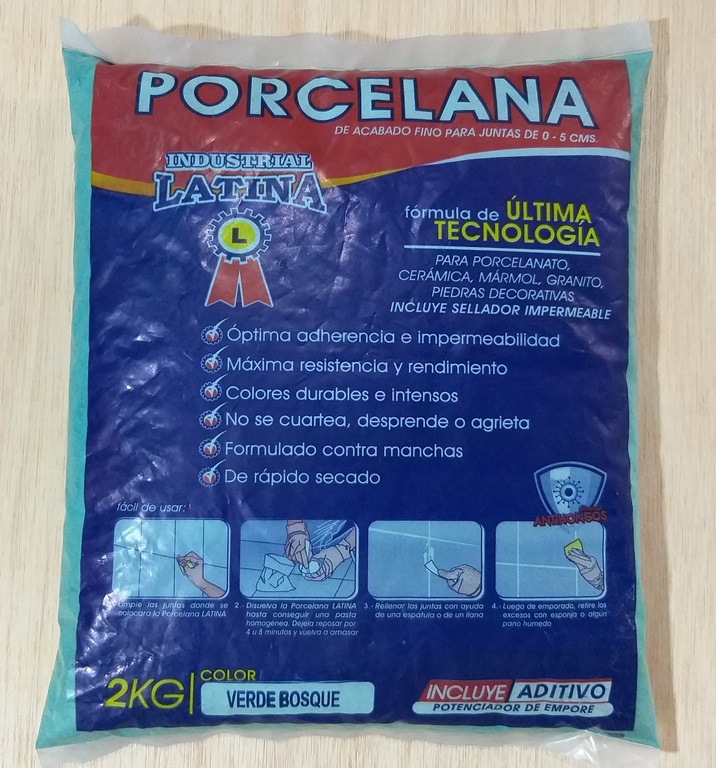 PORCELANA
DE ACABADO FINO PARA JUNTAS DE 0 - 5 CMS.
INDUSTRIAL
LATINA
L
fórmula de ÚLTIMA
TECNOLOGÍA
PARA PORCELANATO,
CERÁMICA, MÁRMOL, GRANITO,
PIEDRAS DECORATIVAS
INCLUYE SELLADOR IMPERMEABLE
Óptima adherencia e impermeabilidad
Máxima resistencia y rendimiento
Colores durables e intensos
No se cuartea, desprende o agrieta
Formulado contra manchas
De rápido secado
ANTIHONGOS
fácil de usar:
Limpie las juntas donde se
colocara la Porcelana LATINA
2.- Disuelva la Porcelana LATINA
hasta conseguir una pasta
homogénea. Déjela reposar por
4 u 8 minutos y vuelva a amasar
3.- Rellenar las juntas con ayuda
de una espatula o de un llana
4.- Luego de emporado, retire los
excesos con esponja o algún
paño humedo
2KG
COLOR
VERDE BOSQUE
INCLUYE ADITIVO
POTENCIADOR DE EMPORE